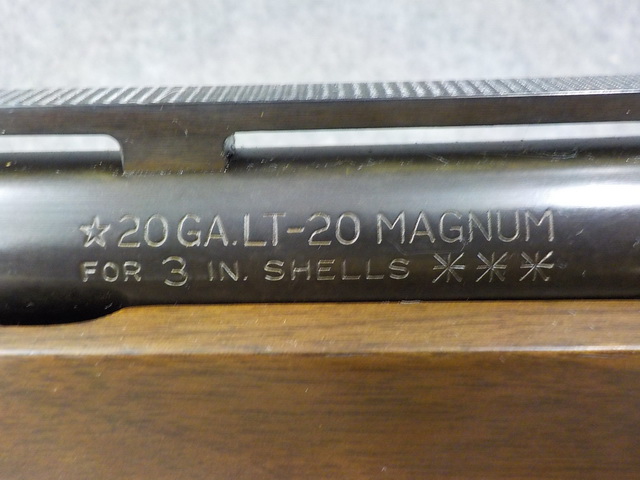 ☆20 GA. LT-20 MAGNUM
FOR 3 IN. SHELLS ***